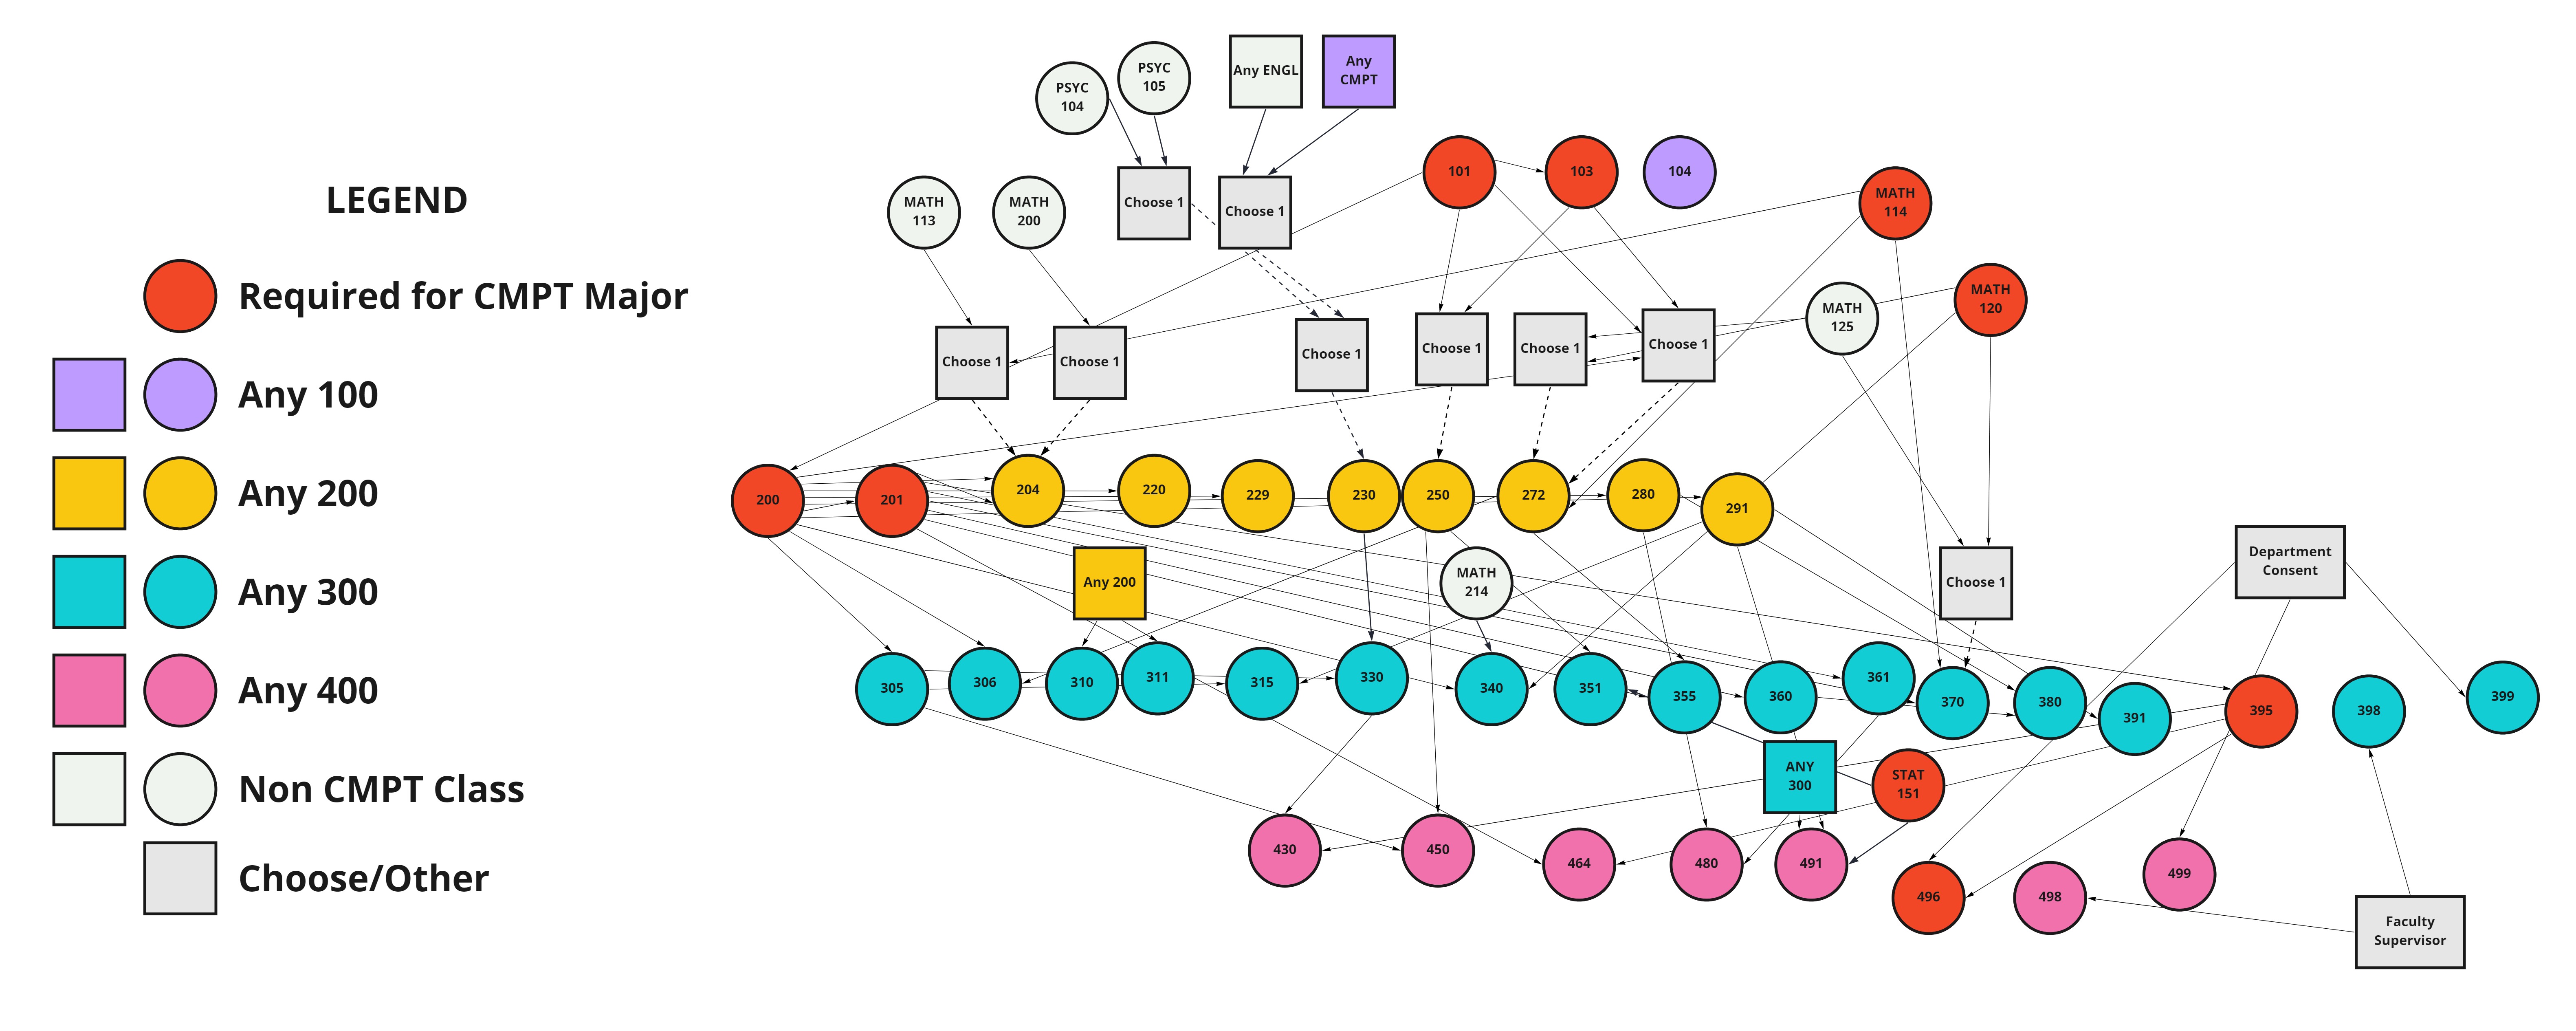 PSYC
104
PSYC
105
Any ENGL
Any
CMPT
LEGEND
Required for CMPT Major
Any 100
Any 200
Any 300
Any 400
Non CMPT Class
Choose/Other
MATH
113
MATH
200
Choose 1
Choose 1
101
103
104
MATH
114
MATH
125
MATH
120
Choose 1
Choose 1
Choose 1
Choose 1
Choose 1
Choose 1
200
201
204
220
229
230
250
272
280
291
Any 200
MATH
214
Choose 1
Department
Consent
305
306
310
311
315
330
340
351
355
360
361
370
380
391
395
398
399
ANY
300
STAT
151
430
450
464
480
491
496
498
499
Faculty
Supervisor